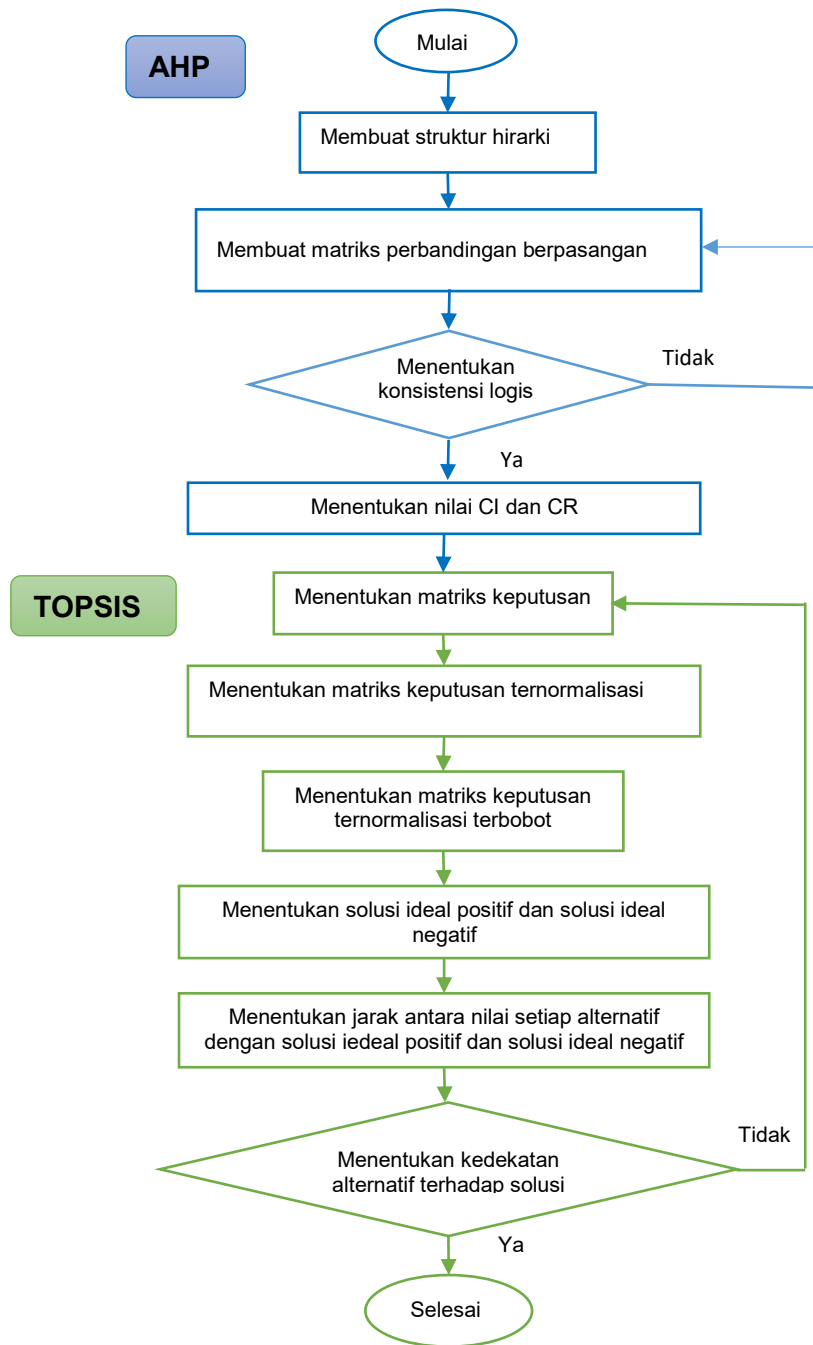 Mulai
AHP
Membuat struktur hirarki
Membuat matriks perbandingan berpasangan
Menentukan
konsistensi logis
Tidak
Ya
Menentukan nilai CI dan CR
TOPSIS
Menentukan matriks keputusan
Menentukan matriks keputusan ternormalisasi
Menentukan matriks keputusan
ternormalisasi terbobot
Menentukan solusi ideal positif dan solusi ideal
negatif
Menentukan jarak antara nilai setiap alternatif
dengan solusi iedeal positif dan solusi ideal negatif
Tidak
Menentukan kedekatan
alternatif terhadap solusi
Ya
Selesai